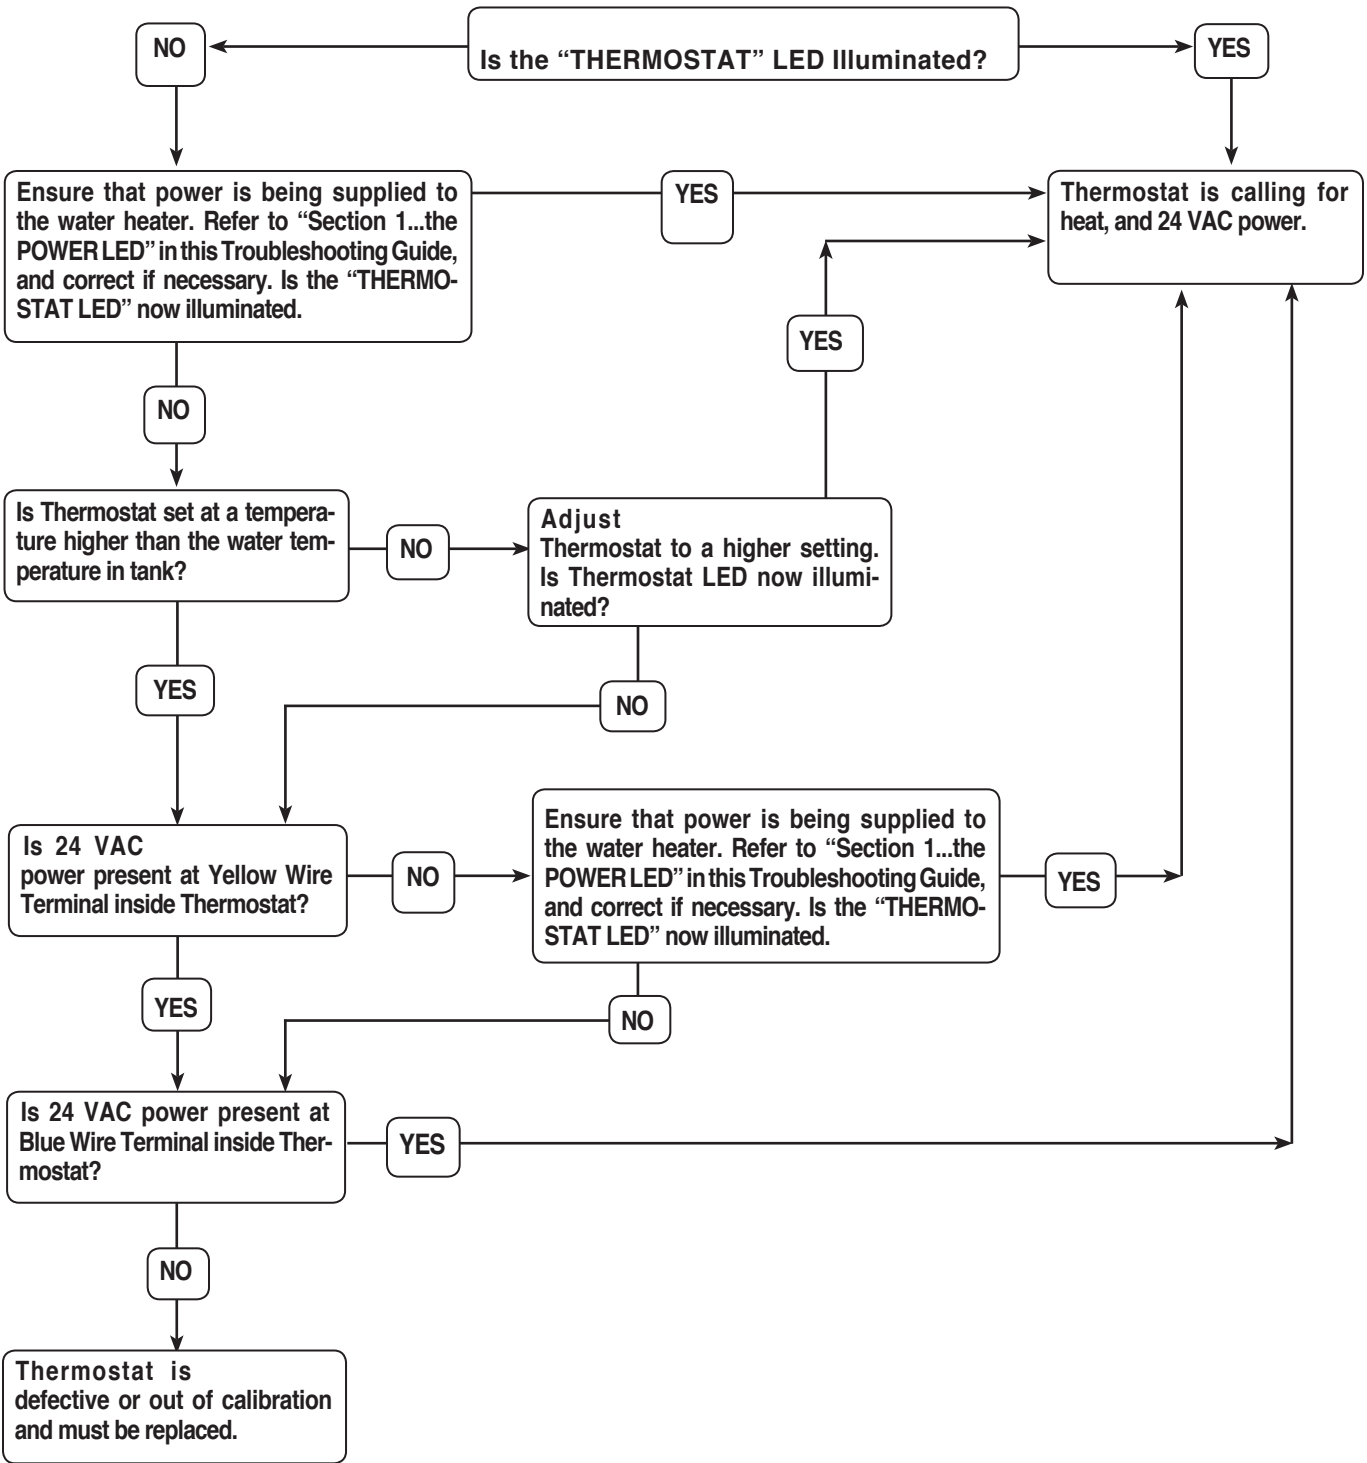 Is the “THERMOSTAT” LED Illuminated?
NO
YES
Ensure that power is being supplied to
the water heater. Refer to “Section 1...the
POWER LED” in this Troubleshooting Guide,
and correct if necessary. Is the “THERMO-
STAT LED” now illuminated.
YES
Thermostat is calling for
heat, and 24 VAC power.
YES
NO
Is Thermostat set at a tempera-
ture higher than the water tem-
perature in tank?
NO
Adjust
Thermostat to a higher setting.
Is Thermostat LED now illumi-
nated?
YES
NO
Is 24 VAC
power present at Yellow Wire
Terminal inside Thermostat?
NO
Ensure that power is being supplied to
the water heater. Refer to “Section 1...the
POWER LED” in this Troubleshooting Guide,
and correct if necessary. Is the “THERMO-
STAT LED” now illuminated.
YES
YES
NO
Is 24 VAC power present at
Blue Wire Terminal inside Ther-
mostat?
YES
NO
Thermostat is
defective or out of calibration
and must be replaced.